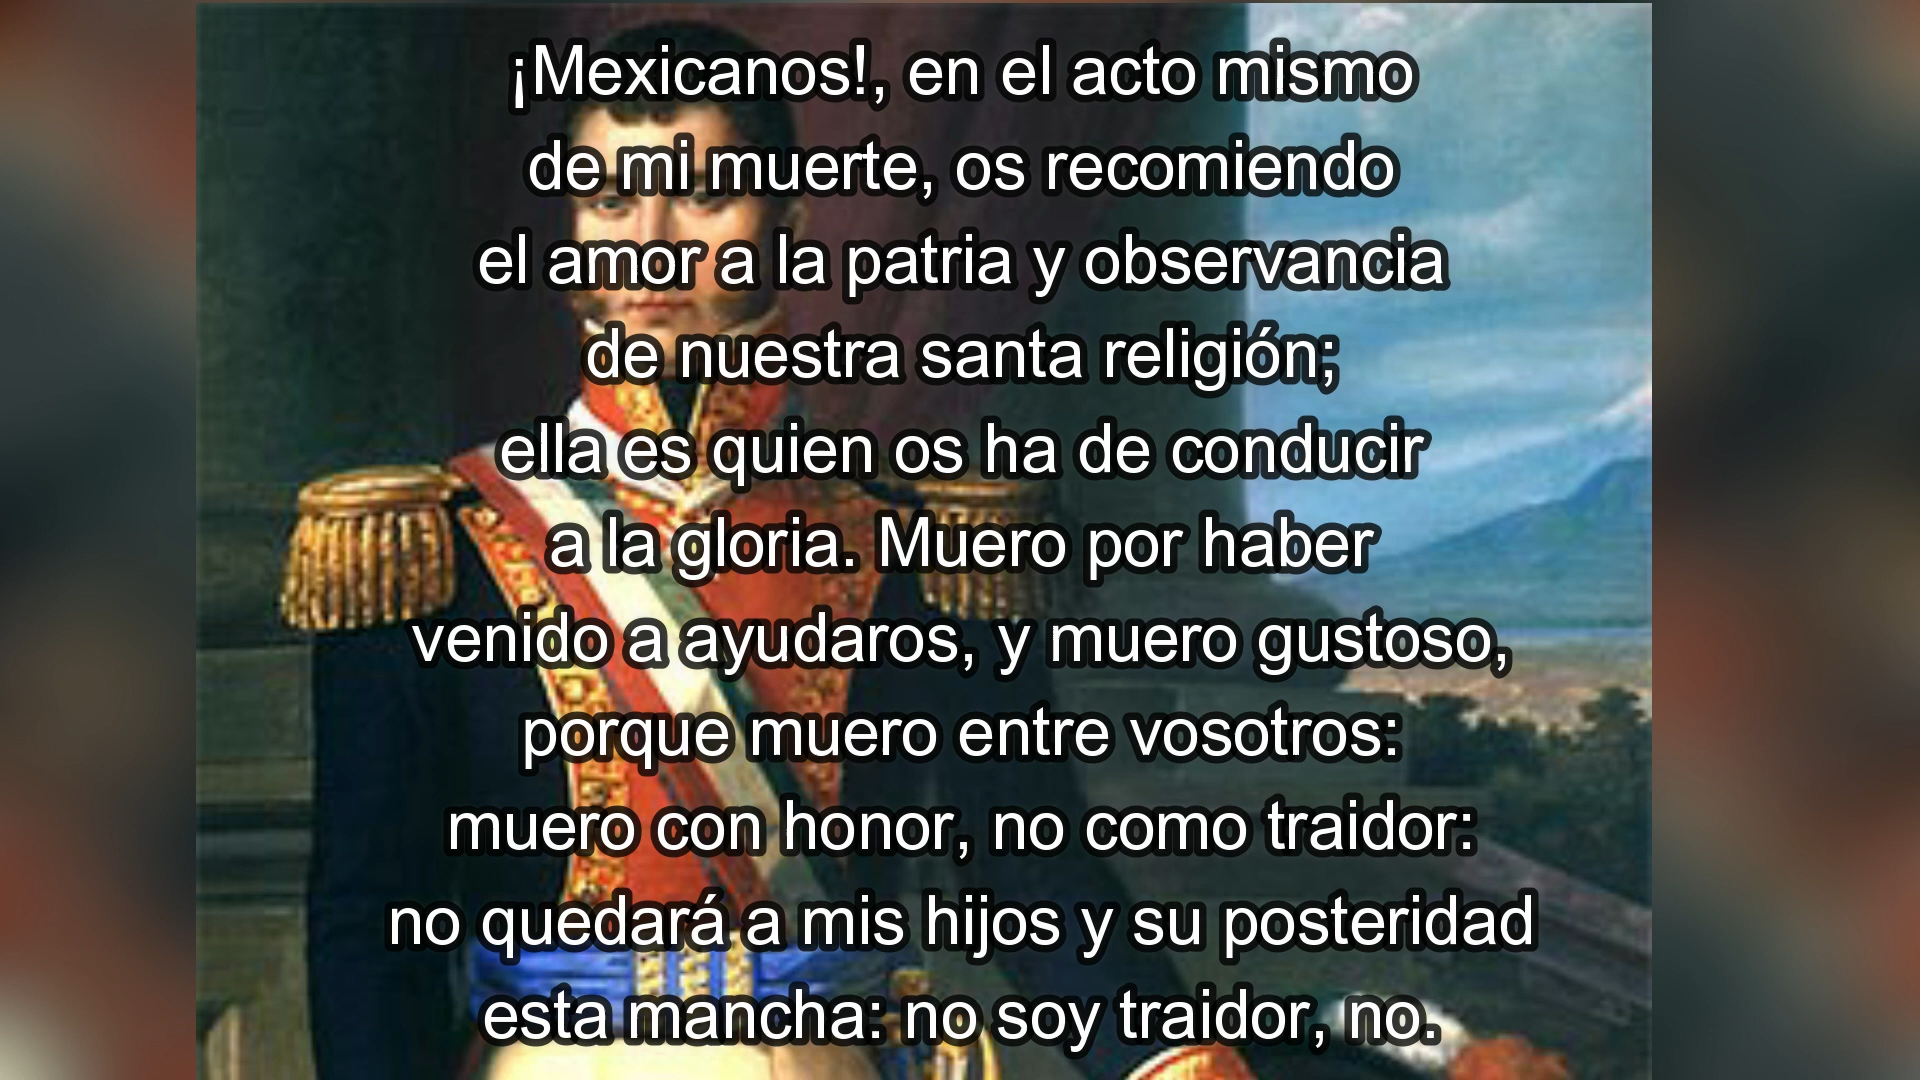 ¡Mexicanos!, en el acto mismo
de mi muerte, os recomiendo
el amor a la patria y observancia
de nuestra santa religión;
ella es quien os ha de conducir
a la gloria. Muero por haber
venido a ayudaros, y muero gustoso,
porque muero entre vosotros:
muero con honor, no como traidor:
no quedará a mis hijos y su posteridad
esta mancha: no soy traidor, no.